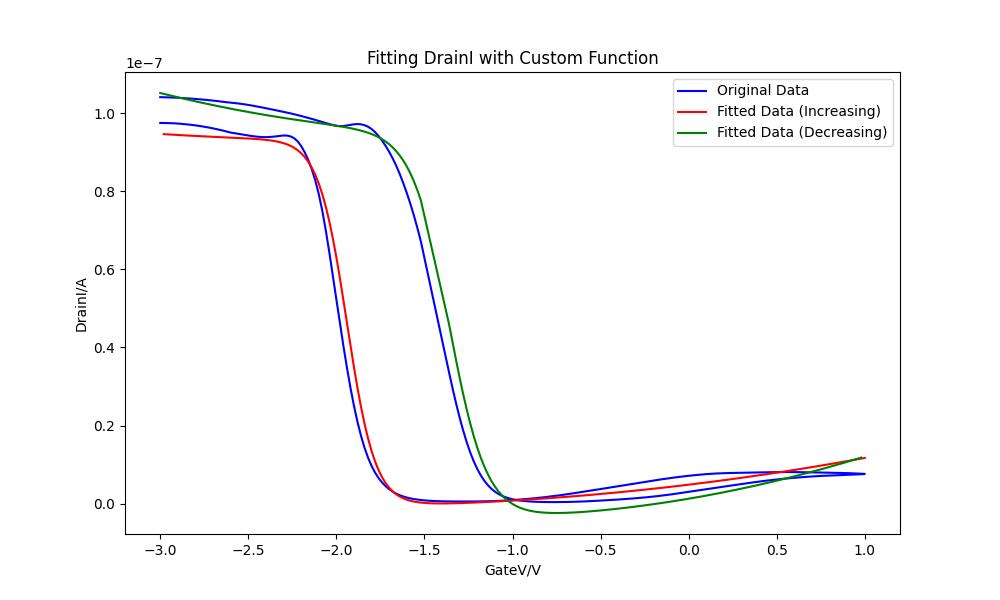 Fitting DrainI with Custom Function
1e−7
Original Data
Fitted Data (Increasing)
Fitted Data (Decreasing)
1.0
0.8
0.6
0.4
0.2
0.0
DrainI/A
−3.0 −2.5 −2.0 −1.5 −1.0 −0.5 0.0 0.5 1.0
GateV/V